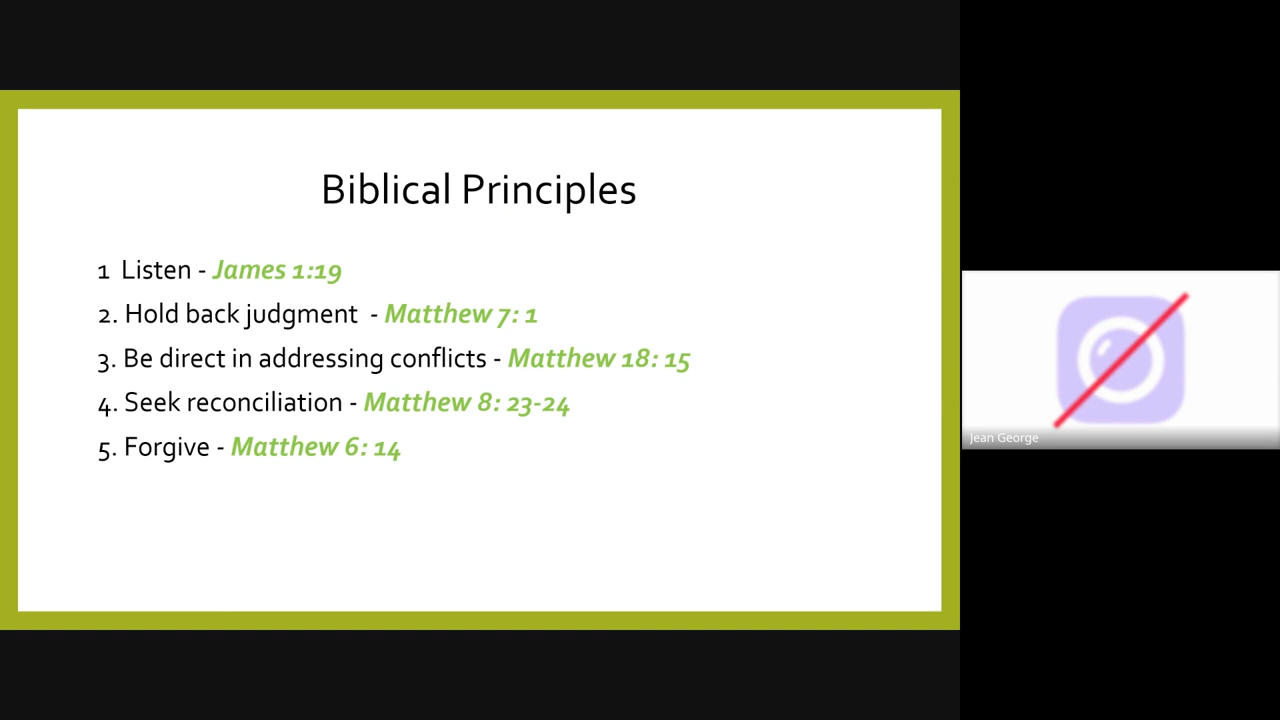 Biblical Principles
1  Listen - James 1:19
2. Hold back judgment  - Matthew 7: 1
3. Be direct in addressing conflicts - Matthew 18: 15
4. Seek reconciliation - Matthew 8: 23-24
5. Forgive - Matthew 6: 14
Jean George